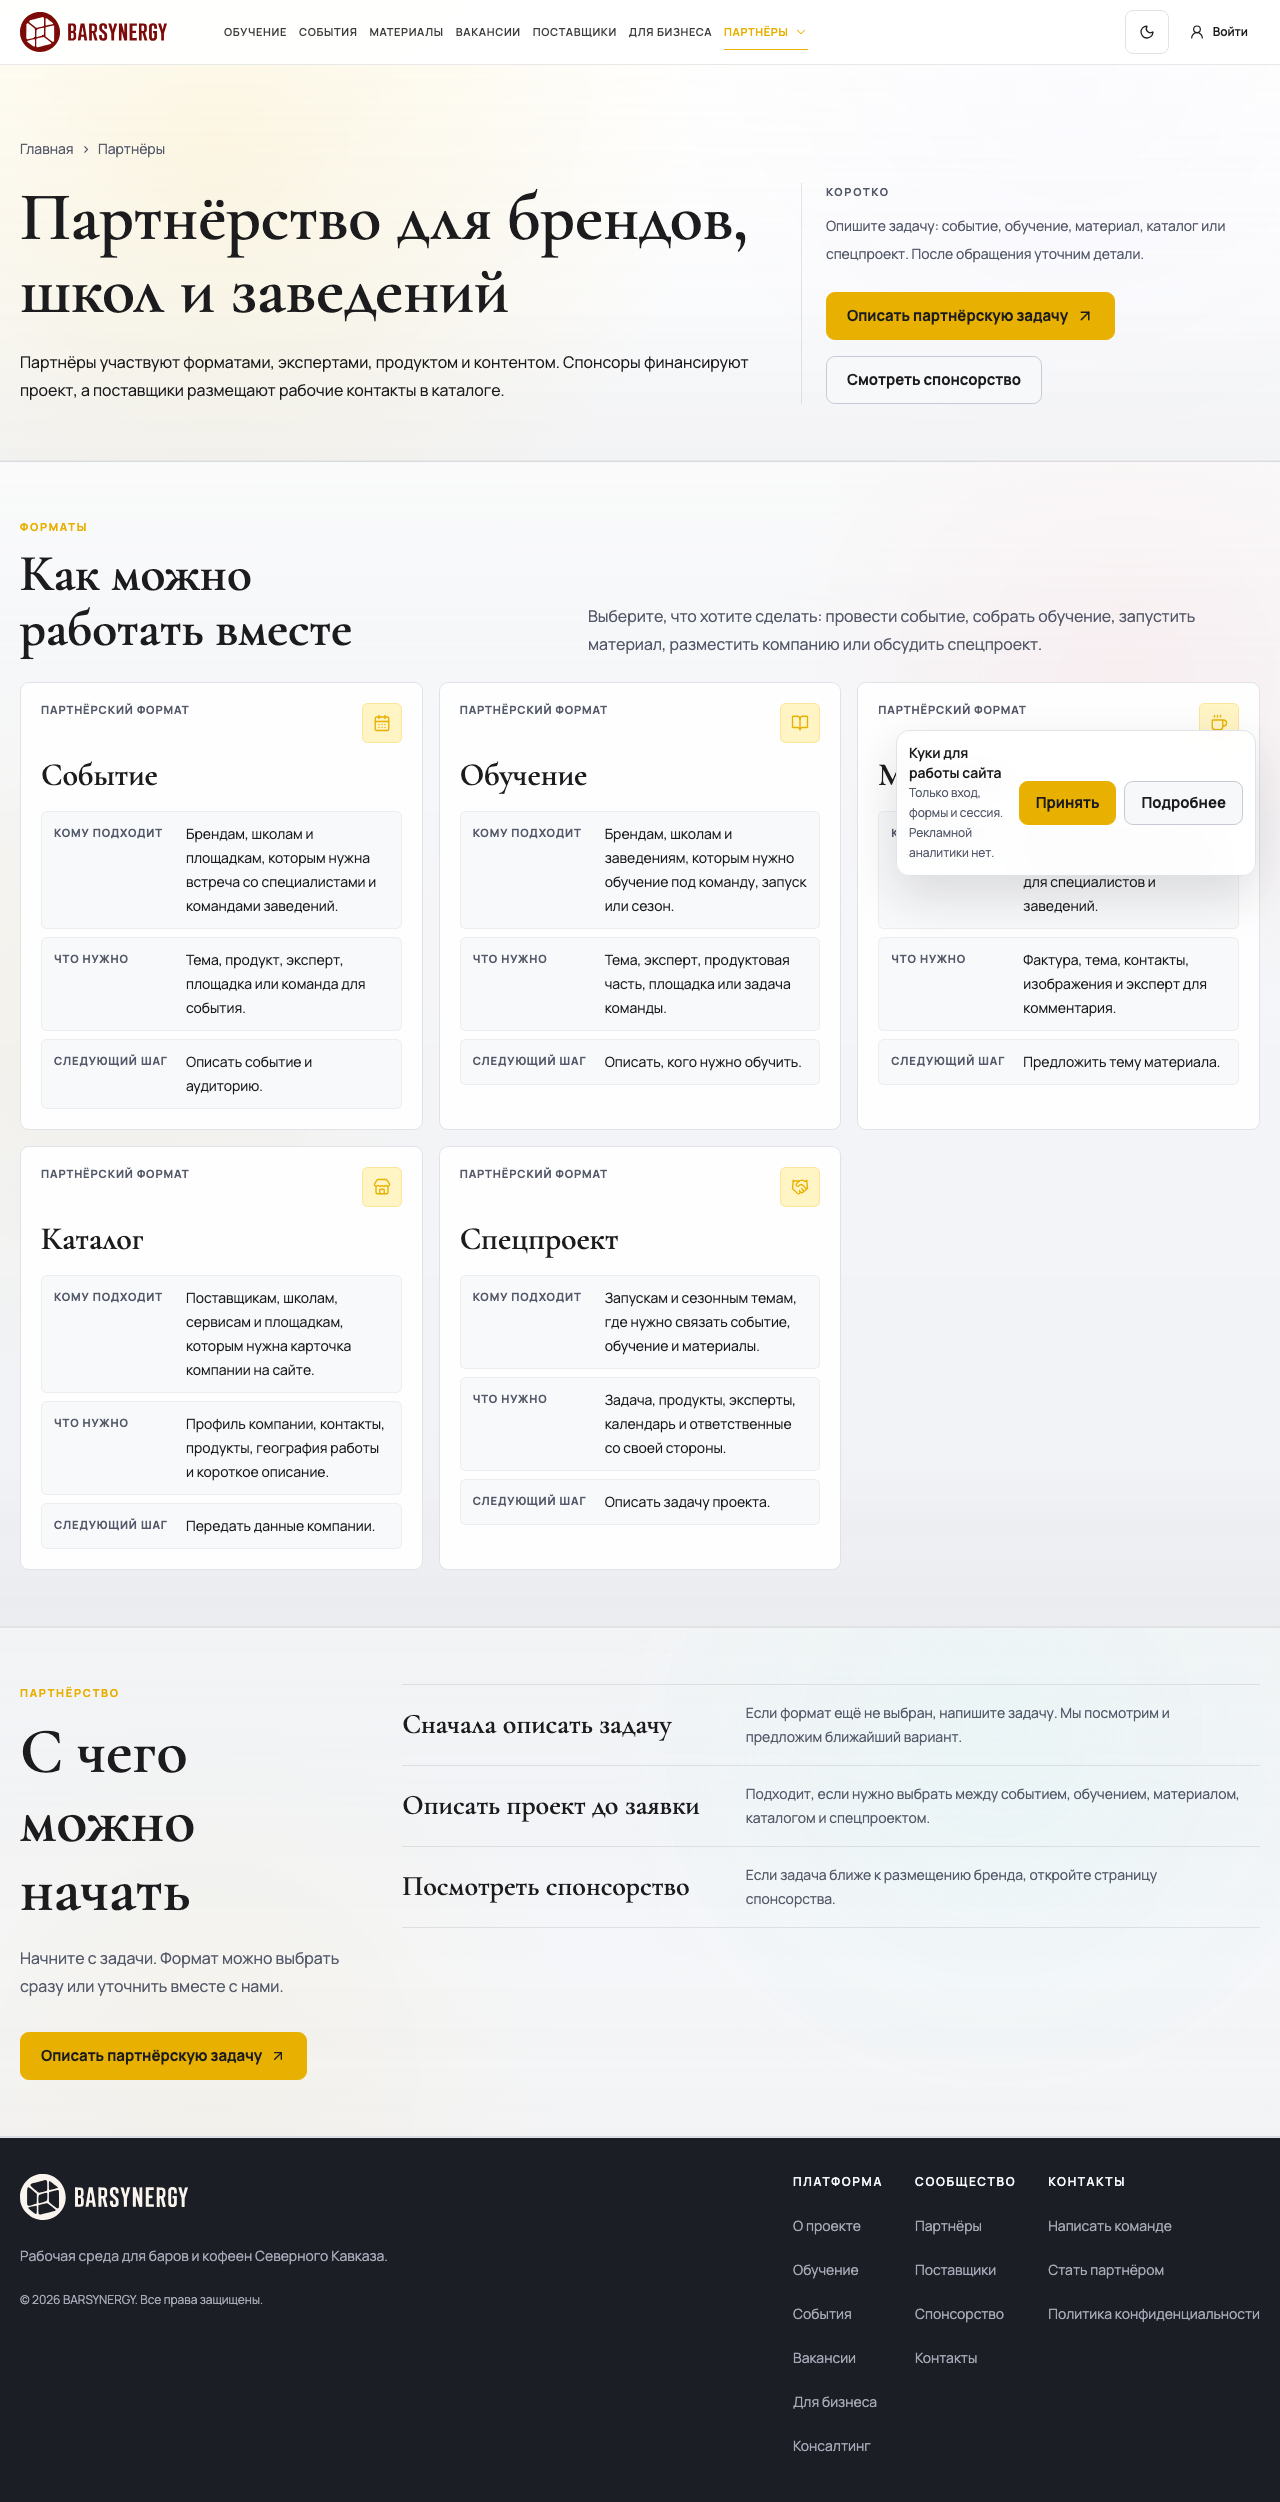 BARSYNERGY
ОБУЧЕНИЕ СОБЫТИЯ МАТЕРИАЛЫ ВАКАНСИИ ПОСТАВЩИКИ ДЛЯ БИЗНЕСА ПАРТНЁРЫ
Войти
Главная > Партнёры
Партнёрство для брендов,
школ и заведений
Партнёры участвуют форматами, экспертами, продуктом и контентом. Спонсоры финансируют
проект, а поставщики размещают рабочие контакты в каталоге.
КОРОТКО
Опишите задачу: событие, обучение, материал, каталог или
спецпроект. После обращения уточним детали.
Описать партнёрскую задачу
Смотреть спонсорство
ФОРМАТЫ
Как можно
работать вместе
Выберите, что хотите сделать: провести событие, собрать обучение, запустить
материал, разместить компанию или обсудить спецпроект.
ПАРТНЁРСКИЙ ФОРМАТ
Событие
КОМУ ПОДХОДИТ
Брендам, школам и
площадкам, которым нужна
встреча со специалистами и
командами заведений.
ЧТО НУЖНО
Тема, продукт, эксперт,
площадка или команда для
события.
СЛЕДУЮЩИЙ ШАГ
Описать событие и
аудиторию.
ПАРТНЁРСКИЙ ФОРМАТ
Обучение
КОМУ ПОДХОДИТ
Брендам, школам и
заведениям, которым нужно
обучение под команду, запуск
или сезон.
ЧТО НУЖНО
Тема, эксперт, продуктовая
часть, площадка или задача
команды.
СЛЕДУЮЩИЙ ШАГ
Описать, кого нужно обучить.
ПАРТНЁРСКИЙ ФОРМАТ
Куки для
работы сайта
Только вход,
формы и сессия.
Рекламной
аналитики нет.
Принять
Подробнее
для специалистов и
заведений.
ЧТО НУЖНО
Фактура, тема, контакты,
изображения и эксперт для
комментария.
СЛЕДУЮЩИЙ ШАГ
Предложить тему материала.
ПАРТНЁРСКИЙ ФОРМАТ
Каталог
КОМУ ПОДХОДИТ
Поставщикам, школам,
сервисам и площадкам,
которым нужна карточка
компании на сайте.
ЧТО НУЖНО
Профиль компании, контакты,
продукты, география работы
и короткое описание.
СЛЕДУЮЩИЙ ШАГ
Передать данные компании.
ПАРТНЁРСКИЙ ФОРМАТ
Спецпроект
КОМУ ПОДХОДИТ
Запускам и сезонным темам,
где нужно связать событие,
обучение и материалы.
ЧТО НУЖНО
Задача, продукты, эксперты,
календарь и ответственные
со своей стороны.
СЛЕДУЮЩИЙ ШАГ
Описать задачу проекта.
ПАРТНЁРСТВО
С чего
можно
начать
Начните с задачи. Формат можно выбрать
сразу или уточнить вместе с нами.
Описать партнёрскую задачу
Сначала описать задачу
Если формат ещё не выбран, напишите задачу. Мы посмотрим и
предложим ближайший вариант.
Описать проект до заявки
Подходит, если нужно выбрать между событием, обучением, материалом,
каталогом и спецпроектом.
Посмотреть спонсорство
Если задача ближе к размещению бренда, откройте страницу
спонсорства.
BARSYNERGY
Рабочая среда для баров и кофеен Северного Кавказа.
© 2026 BARSYNERGY. Все права защищены.
ПЛАТФОРМА
О проекте
Обучение
События
Вакансии
Для бизнеса
Консалтинг
СООБЩЕСТВО
Партнёры
Поставщики
Спонсорство
Контакты
КОНТАКТЫ
Написать команде
Стать партнёром
Политика конфиденциальности